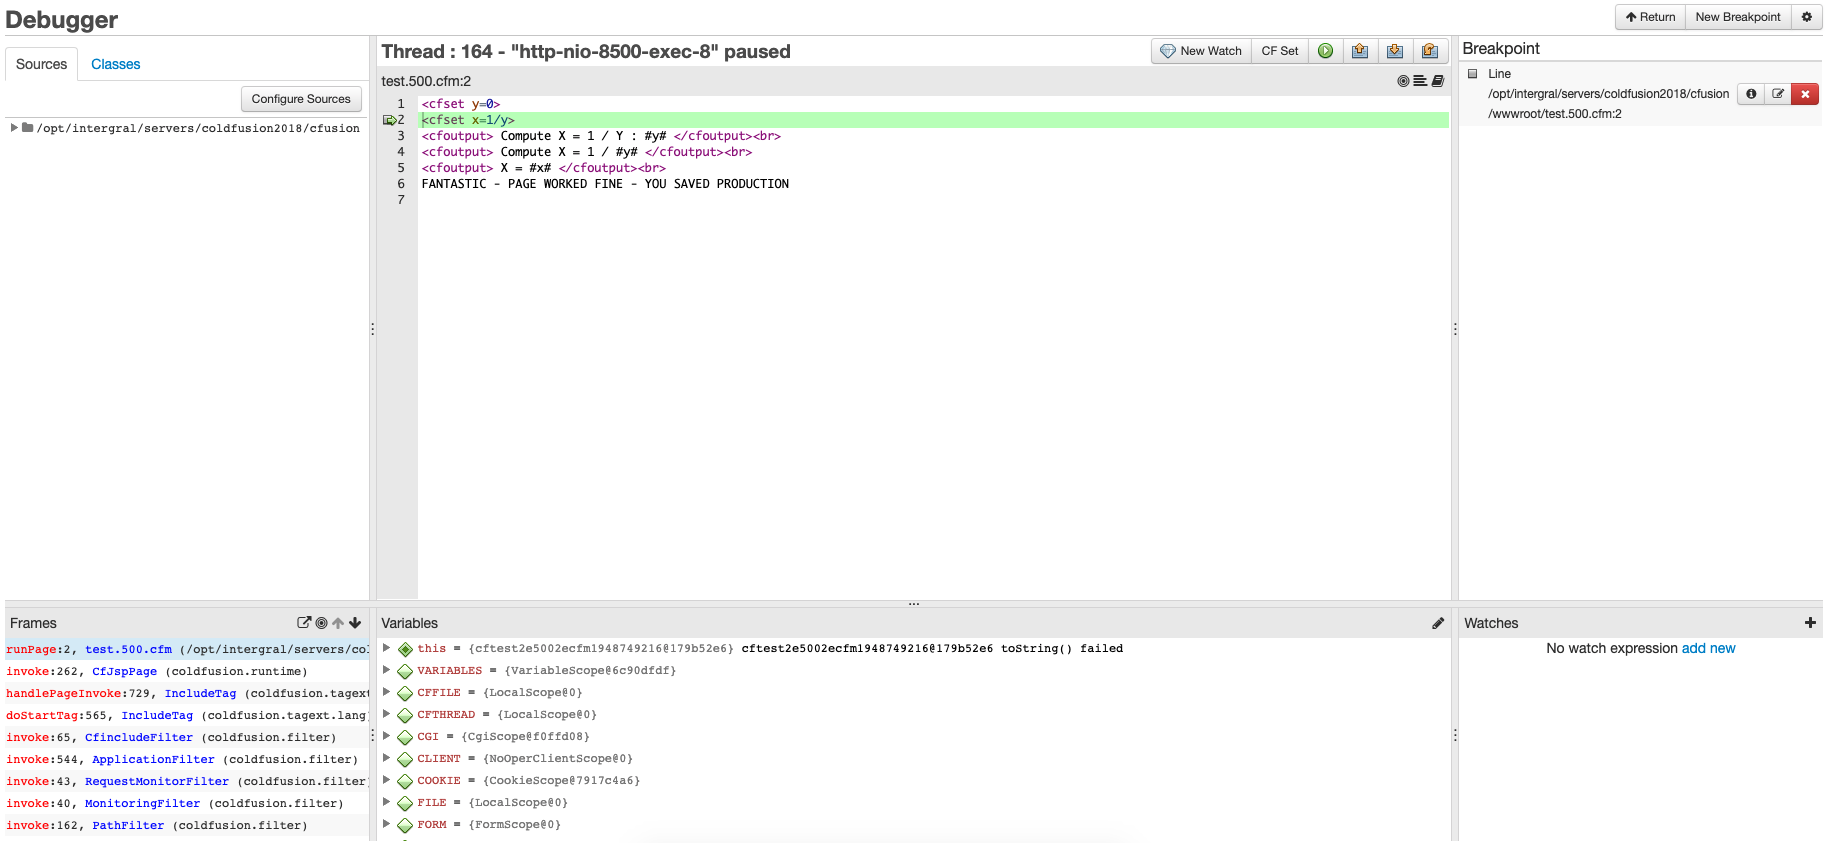 Debugger
Return
New Breakpoint
Sources
Classes
Configure Sources
/opt/intergral/servers/coldfusion2018/cfusion
Thread : 164 - "http-nio-8500-exec-8" paused
New Watch
CF Set
test.500.cfm:2
1 <cfset y=0>
2 <cfset x=1/y>
3 <cfoutput> Compute X = 1 / Y : #y# </cfoutput><br>
4 <cfoutput> Compute X = 1 / #y# </cfoutput><br>
5 <cfoutput> X = #x# </cfoutput><br>
6 FANTASTIC - PAGE WORKED FINE - YOU SAVED PRODUCTION
7
Breakpoint
Line
/opt/intergral/servers/coldfusion2018/cfusion
/wwwroot/test.500.cfm:2
Frames
runPage:2, test.500.cfm (/opt/intergral/servers/col
invoke:262, CfJspPage (coldfusion.runtime)
handlePageInvoke:729, IncludeTag (coldfusion.tagext
doStartTag:565, IncludeTag (coldfusion.tagext.lang)
invoke:65, CfincludeFilter (coldfusion.filter)
invoke:544, ApplicationFilter (coldfusion.filter)
invoke:43, RequestMonitorFilter (coldfusion.filter)
invoke:40, MonitoringFilter (coldfusion.filter)
invoke:162, PathFilter (coldfusion.filter)
Variables
this = {cftest2e5002ecfm1948749216@179b52e6} cftest2e5002ecfm1948749216@179b52e6 toString() failed
VARIABLES = {VariableScope@6c90dfdf}
CFFILE = {LocalScope@0}
CFTHREAD = {LocalScope@0}
CGI = {CgiScope@f0ffd08}
CLIENT = {NoOperClientScope@0}
COOKIE = {CookieScope@7917c4a6}
FILE = {LocalScope@0}
FORM = {FormScope@0}
Watches
No watch expression add new